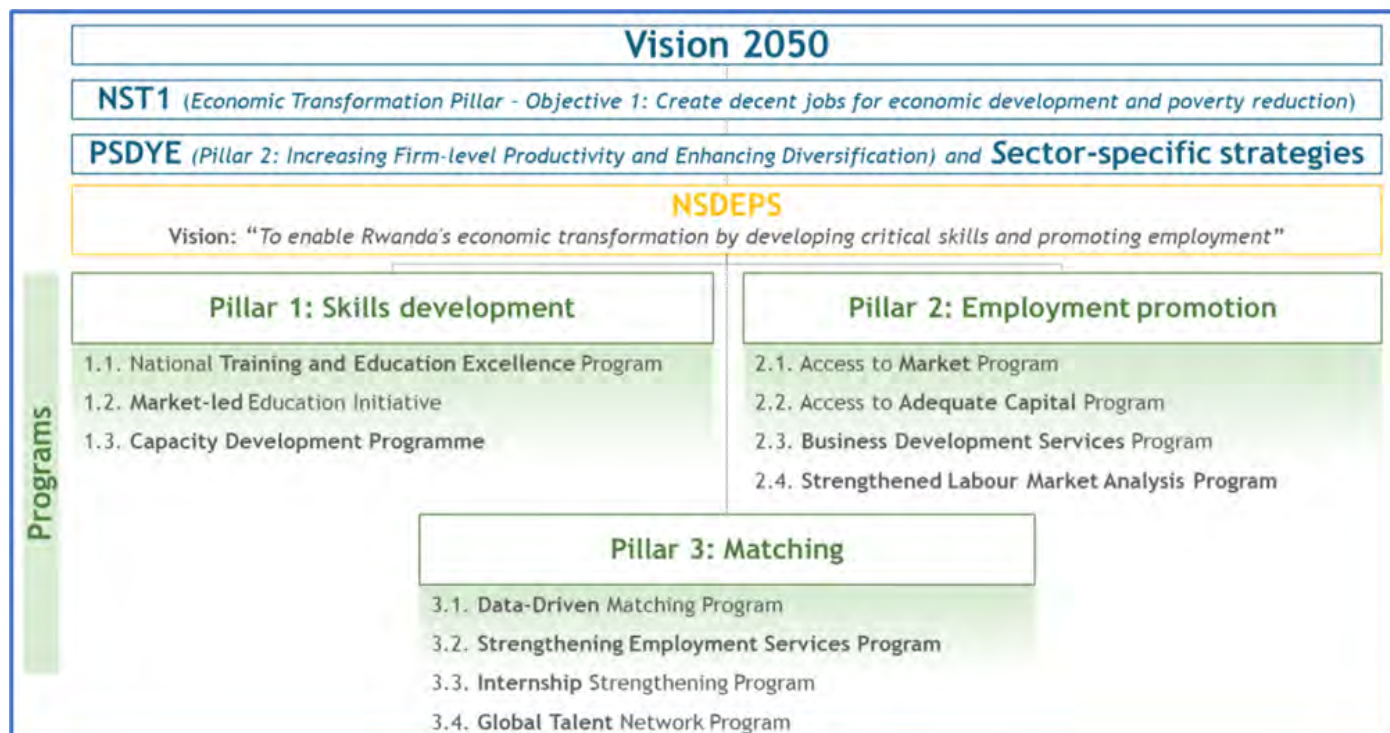 Vision 2050
NST1 (Economic Transformation Pillar – Objective 1: Create decent jobs for economic development and poverty reduction)
PSDYE (Pillar 2: Increasing Firm-level Productivity and Enhancing Diversification) and Sector-specific strategies
NSDEPS
Vision: “To enable Rwanda's economic transformation by developing critical skills and promoting employment”
Programs
Pillar 1: Skills development
1.1. National Training and Education Excellence Program
1.2. Market-led Education Initiative
1.3. Capacity Development Programme
Pillar 2: Employment promotion
2.1. Access to Market Program
2.2. Access to Adequate Capital Program
2.3. Business Development Services Program
2.4. Strengthened Labour Market Analysis Program
Pillar 3: Matching
3.1. Data-Driven Matching Program
3.2. Strengthening Employment Services Program
3.3. Internship Strengthening Program
3.4. Global Talent Network Program